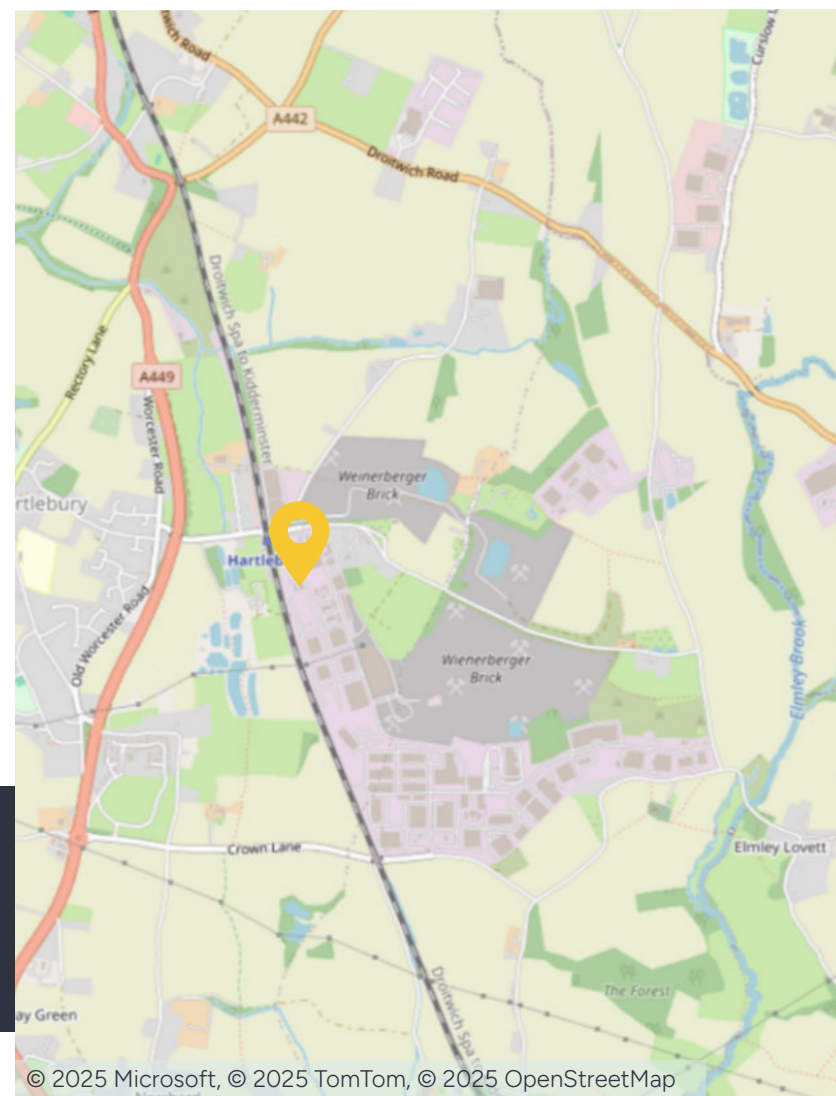 wich Road
Curslow L
A442
Droitwich Road
Droitwich Spa to Kidderminster
Rectory Lane
A449
Worcester Road
Weinerberger
Brick
rtlebury
Hartleb
Old Worcester Road
Wienerberger
Brick
Elmley Brook
Crown Lane
Elmley Lovett
Droitwich Spa t
The Forest
ay Green
© 2025 Microsoft, © 2025 TomTom, © 2025 OpenStreetMap